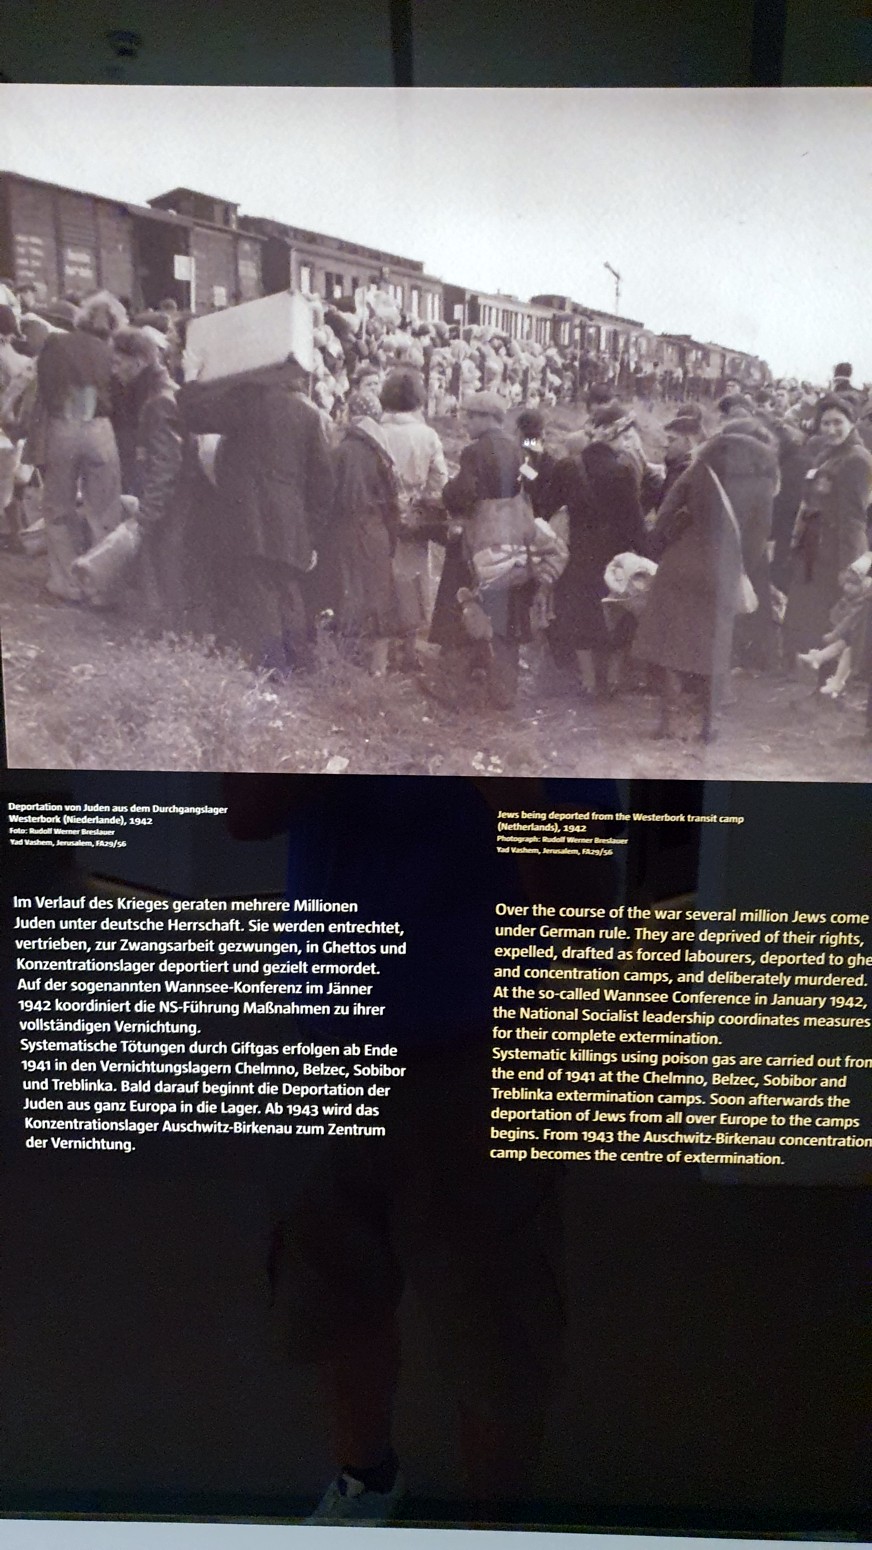 Deportation von Juden aus dem Durchgangslager
Westerbork (Niederlande), 1942
Foto: Rudolf Werner Breslauer
Yad Vashem, Jerusalem, FA29/56
Jews being deported from the Westerbork transit camp
(Netherlands), 1942
Photograph: Rudolf Werner Breslauer
Yad Vashem, Jerusalem, FA29/56
Im Verlauf des Krieges geraten mehrere Millionen
Juden unter deutsche Herrschaft. Sie werden entrechtet,
vertrieben, zur Zwangsarbeit gezwungen, in Ghettos und
Konzentrationslager deportiert und gezielt ermordet.
Auf der sogenannten Wannsee-Konferenz im Jänner
1942 koordiniert die NS-Führung Maßnahmen zu ihrer
vollständigen Vernichtung.
Systematische Tötungen durch Giftgas erfolgen ab Ende
1941 in den Vernichtungslagern Chelmno, Belzec, Sobibor
und Treblinka. Bald darauf beginnt die Deportation der
Juden aus ganz Europa in die Lager. Ab 1943 wird das
Konzentrationslager Auschwitz-Birkenau zum Zentrum
der Vernichtung.
Over the course of the war several million Jews come
under German rule. They are deprived of their rights,
expelled, drafted as forced labourers, deported to ghe
and concentration camps, and deliberately murdered.
At the so-called Wannsee Conference in January 1942,
the National Socialist leadership coordinates measures
for their complete extermination.
Systematic killings using poison gas are carried out from
the end of 1941 at the Chelmno, Belzec, Sobibor and
Treblinka extermination camps. Soon afterwards the
deportation of Jews from all over Europe to the camps
begins. From 1943 the Auschwitz-Birkenau concentration
camp becomes the centre of extermination.